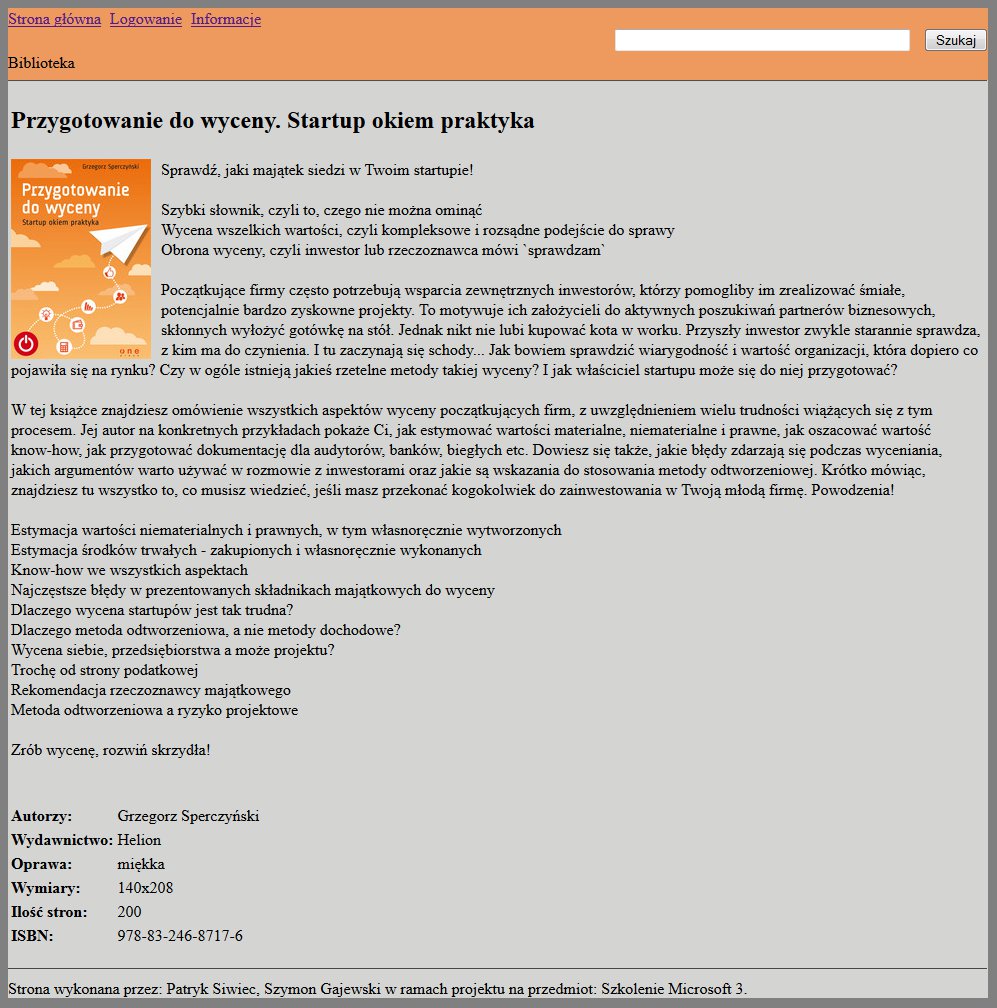 Strona główna Logowanie Informacje
Szukaj
Biblioteka
Przygotowanie do wyceny. Startup okiem praktyka
Grzegorz Sperczyński
Przygotowanie
do wyceny
Startup okiem praktyka
one
Sprawdź, jaki majątek siedzi w Twoim startupie!
Szybki słownik, czyli to, czego nie można ominąć
Wycena wszelkich wartości, czyli kompleksowe i rozsądne podejście do sprawy
Obrona wyceny, czyli inwestor lub rzeczoznawca mówi `sprawdzam`
Początkujące firmy często potrzebują wsparcia zewnętrznych inwestorów, którzy pomogliby im zrealizować śmiałe,
potencjalnie bardzo zyskowne projekty. To motywuje ich założycieli do aktywnych poszukiwań partnerów biznesowych,
skłonnych wyłożyć gotówkę na stół. Jednak nikt nie lubi kupować kota w worku. Przyszły inwestor zwykle starannie sprawdza,
z kim ma do czynienia. I tu zaczynają się schody... Jak bowiem sprawdzić wiarygodność i wartość organizacji, która dopiero co
pojawiła się na rynku? Czy w ogóle istnieją jakieś rzetelne metody takiej wyceny? I jak właściciel startupu może się do niej przygotować?
W tej książce znajdziesz omówienie wszystkich aspektów wyceny początkujących firm, z uwzględnieniem wielu trudności wiążących się z tym
procesem. Jej autor na konkretnych przykładach pokaże Ci, jak estymować wartości materialne, niematerialne i prawne, jak oszacować wartość
know-how, jak przygotować dokumentację dla audytorów, banków, biegłych etc. Dowiesz się także, jakie błędy zdarzają się podczas wyceniania,
jakich argumentów warto używać w rozmowie z inwestorami oraz jakie są wskazania do stosowania metody odtworzeniowej. Krótko mówiąc,
znajdziesz tu wszystko to, co musisz wiedzieć, jeśli masz przekonać kogokolwiek do zainwestowania w Twoją młodą firmę. Powodzenia!
Estymacja wartości niematerialnych i prawnych, w tym własnoręcznie wytworzonych
Estymacja środków trwałych - zakupionych i własnoręcznie wykonanych
Know-how we wszystkich aspektach
Najczęstsze błędy w prezentowanych składnikach majątkowych do wyceny
Dlaczego wycena startupów jest tak trudna?
Dlaczego metoda odtworzeniowa, a nie metody dochodowe?
Wycena siebie, przedsiębiorstwa a może projektu?
Trochę od strony podatkowej
Rekomendacja rzeczoznawcy majątkowego
Metoda odtworzeniowa a ryzyko projektowe
Zrób wycenę, rozwiń skrzydła!
Autorzy: Grzegorz Sperczyński
Wydawnictwo: Helion
Oprawa: miękka
Wymiary: 140x208
Ilość stron: 200
ISBN: 978-83-246-8717-6
Strona wykonana przez: Patryk Siwiec, Szymon Gajewski w ramach projektu na przedmiot: Szkolenie Microsoft 3.